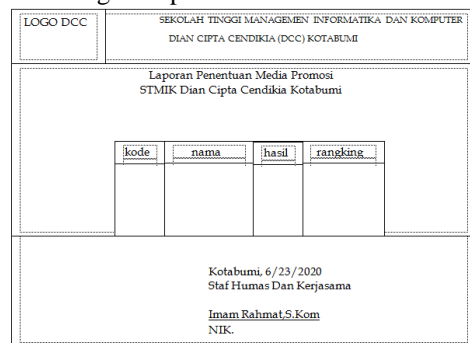 LOGO DCC
SEKOLAH TINGGI MANAGEMEN INFORMATIKA DAN KOMPUTER
DIAN CIPTA CENDIKIA (DCC) KOTABUMI
Laporan Penentuan Media Promosi
STMIK Dian Cipta Cendikia Kotabumi
kode nama hasil rangking
Kotabumi, 6/23/2020
Staf Humas Dan Kerjasama
Imam Rahmat,S.Kom
NIK.